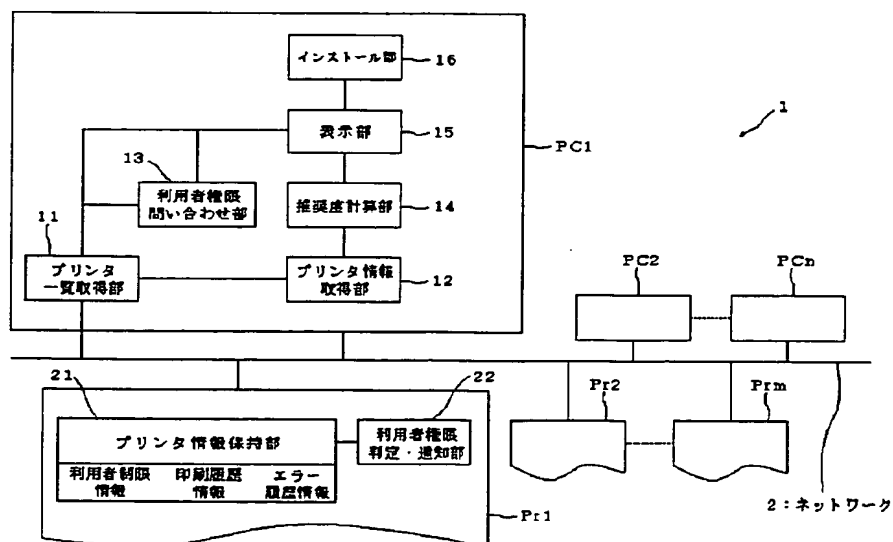 インストール部
16
1
表示部
15
PC1
13
利用者権限
問い合わせ部
推奨度計算部
14
11
プリンタ
一覧取得部
プリンタ情報
取得部
12
PC2
PCn
21
22
Pr2
Prm
プリンタ情報保持部
利用者権限
判定・通知部
利用者制限
情報
印刷履歴
情報
エラー
履歴情報
Pr1
2：ネットワーク